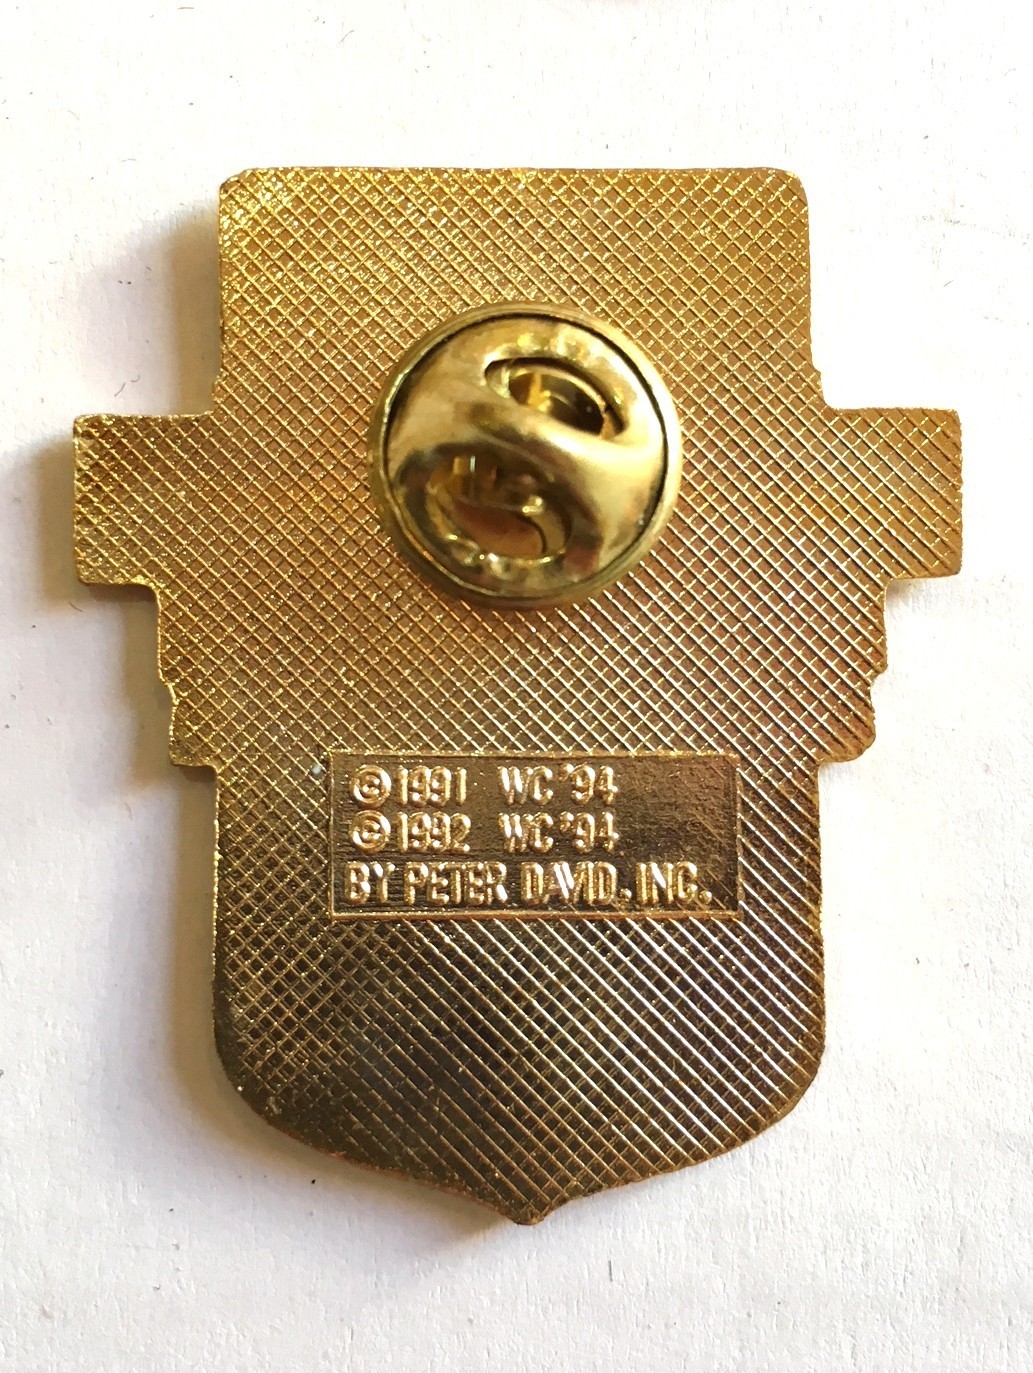 © 1991 WC '94
© 1992 WC '94
BY PETER DAVID, INC.